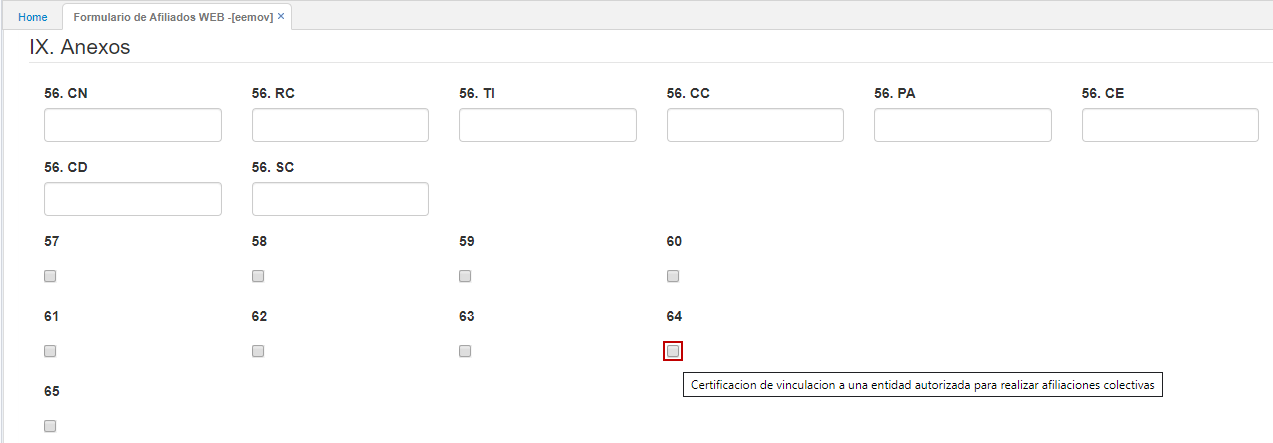 Home Formulario de Afiliados WEB -[eemov] ×
IX. Anexos
56. CN 56. RC 56. TI 56. CC 56. PA 56. CE
56. CD 56. SC
57 58 59 60
61 62 63 64
Certificacion de vinculacion a una entidad autorizada para realizar afiliaciones colectivas
65